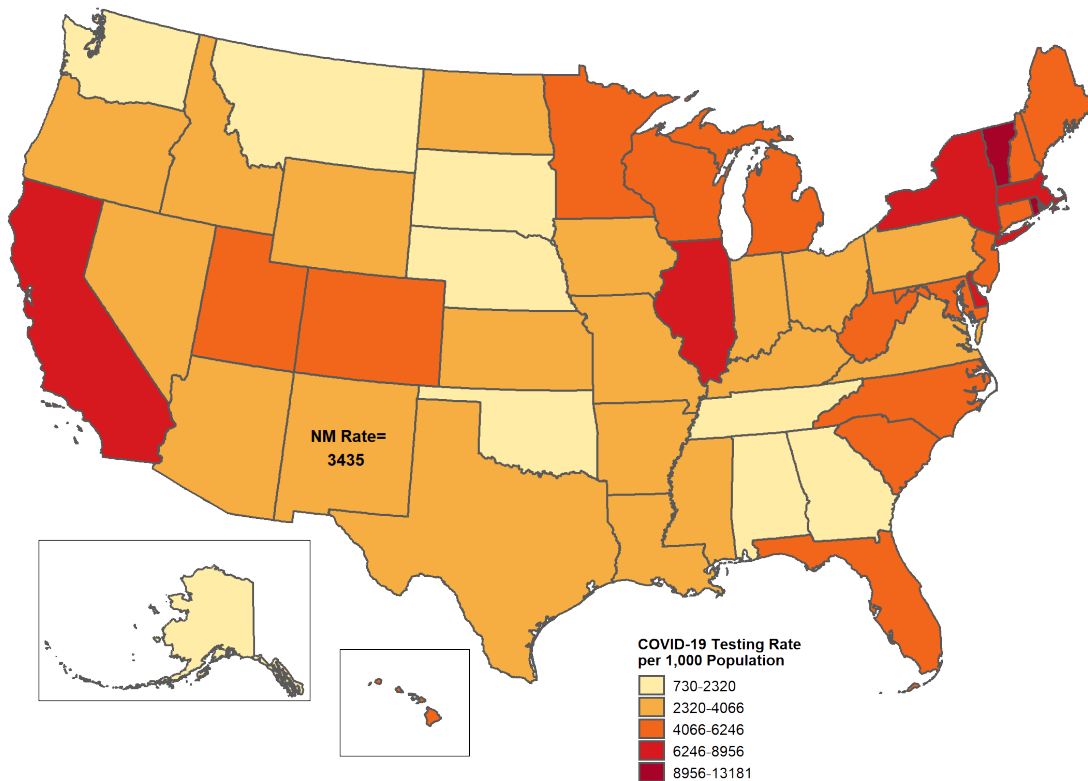 NM Rate=
3435
COVID-19 Testing Rate
per 1,000 Population
730-2320
2320-4066
4066-6246
6246-8956
8956-13181